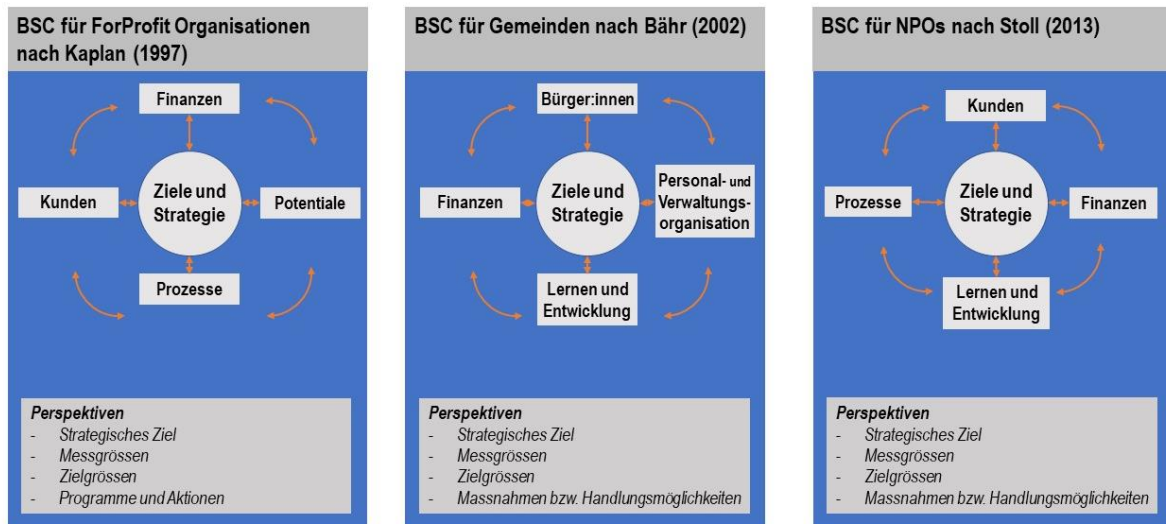 BSC für ForProfit Organisationen
nach Kaplan (1997)
Finanzen
Kunden
Ziele und
Strategie
Potentiale
Prozesse
Perspektiven
- Strategisches Ziel
- Messgrössen
- Zielgrössen
- Programme und Aktionen
BSC für Gemeinden nach Bähr (2002)
Bürger:innen
Finanzen
Ziele und
Strategie
Personal- und
Verwaltungs-
organisation
Lernen und
Entwicklung
Perspektiven
- Strategisches Ziel
- Messgrössen
- Zielgrössen
- Massnahmen bzw. Handlungsmöglichkeiten
BSC für NPOs nach Stoll (2013)
Kunden
Prozesse
Ziele und
Strategie
Finanzen
Lernen und
Entwicklung
Perspektiven
- Strategisches Ziel
- Messgrössen
- Zielgrössen
- Massnahmen bzw. Handlungsmöglichkeiten